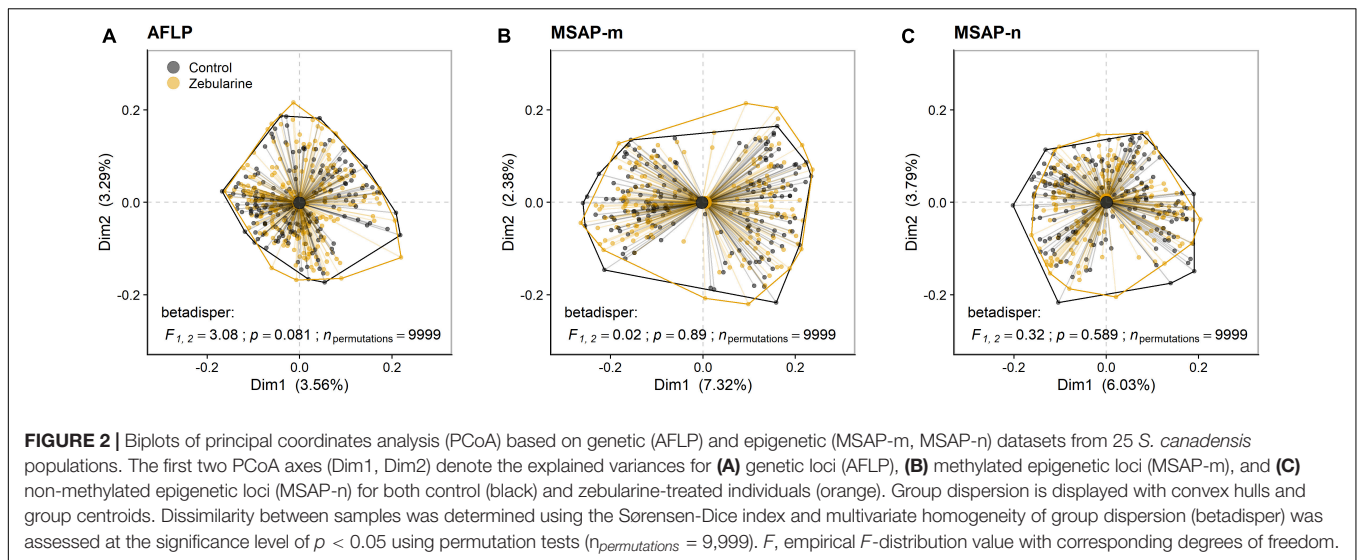 A AFLP
Control
Zebularine
0.2
0.0
-0.2
Dim2 (3.29%)
betadisper:
F1, 2 = 3.08 ; p = 0.081 ; npermutations = 9999
-0.2 0.0 0.2
Dim1 (3.56%)
B MSAP-m
0.2
0.0
-0.2
Dim2 (2.38%)
betadisper:
F1, 2 = 0.02 ; p = 0.89 ; npermutations = 9999
-0.2 0.0 0.2
Dim1 (7.32%)
C MSAP-n
0.2
0.0
-0.2
Dim2 (3.79%)
betadisper:
F1, 2 = 0.32 ; p = 0.589 ; npermutations = 9999
-0.2 0.0 0.2
Dim1 (6.03%)
FIGURE 2 | Biplots of principal coordinates analysis (PCoA) based on genetic (AFLP) and epigenetic (MSAP-m, MSAP-n) datasets from 25 S. canadensis
populations. The first two PCoA axes (Dim1, Dim2) denote the explained variances for (A) genetic loci (AFLP), (B) methylated epigenetic loci (MSAP-m), and (C)
non-methylated epigenetic loci (MSAP-n) for both control (black) and zebularine-treated individuals (orange). Group dispersion is displayed with convex hulls and
group centroids. Dissimilarity between samples was determined using the Sørensen-Dice index and multivariate homogeneity of group dispersion (betadisper) was
assessed at the significance level of p < 0.05 using permutation tests (npermutations = 9,999). F, empirical F-distribution value with corresponding degrees of freedom.